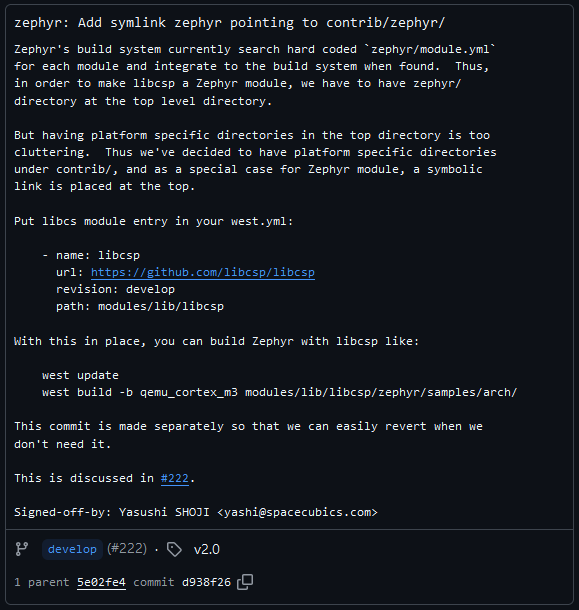 zephyr: Add symlink zephyr pointing to contrib/zephyr/
Zephyr's build system currently search hard coded `zephyr/module.yml`
for each module and integrate to the build system when found.  Thus,
in order to make libcsp a Zephyr module, we have to have zephyr/
directory at the top level directory.

But having platform specific directories in the top directory is too
cluttering.  Thus we've decided to have platform specific directories
under contrib/, and as a special case for Zephyr module, a symbolic
link is placed at the top.

Put libcs module entry in your west.yml:

    - name: libcsp
      url: https://github.com/libcsp/libcsp
      revision: develop
      path: modules/lib/libcsp

With this in place, you can build Zephyr with libcsp like:

    west update
    west build -b qemu_cortex_m3 modules/lib/libcsp/zephyr/samples/arch/

This commit is made separately so that we can easily revert when we
don't need it.

This is discussed in #222.

Signed-off-by: Yasushi SHOJI <yashi@spacecubics.com>
develop (#222) · v2.0
1 parent 5e02fe4 commit d938f26